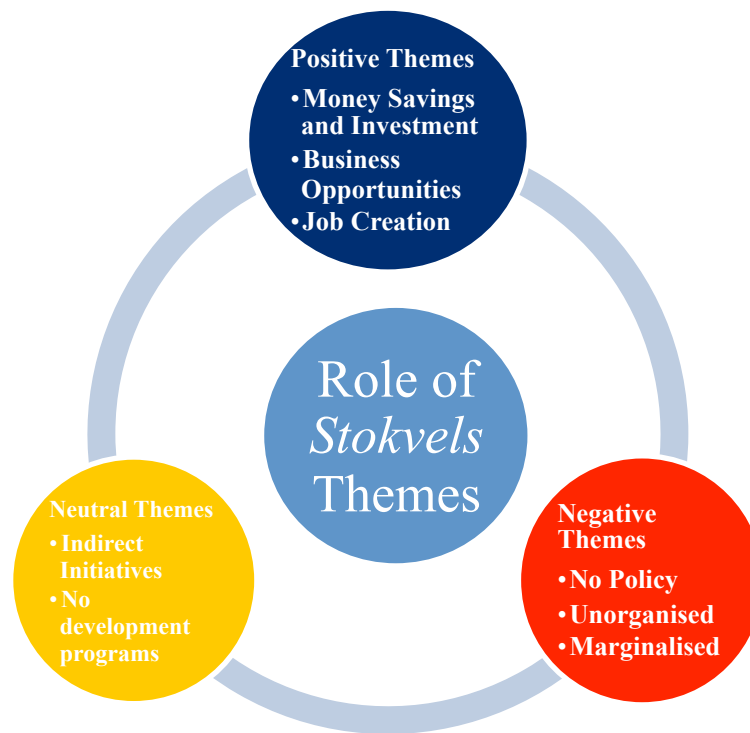 Positive Themes
• Money Savings
and Investment
• Business
Opportunities
• Job Creation
Role of
Stokvels
Themes
Neutral Themes
• Indirect
Initiatives
• No
development
programs
Negative
Themes
• No Policy
• Unorganised
• Marginalised